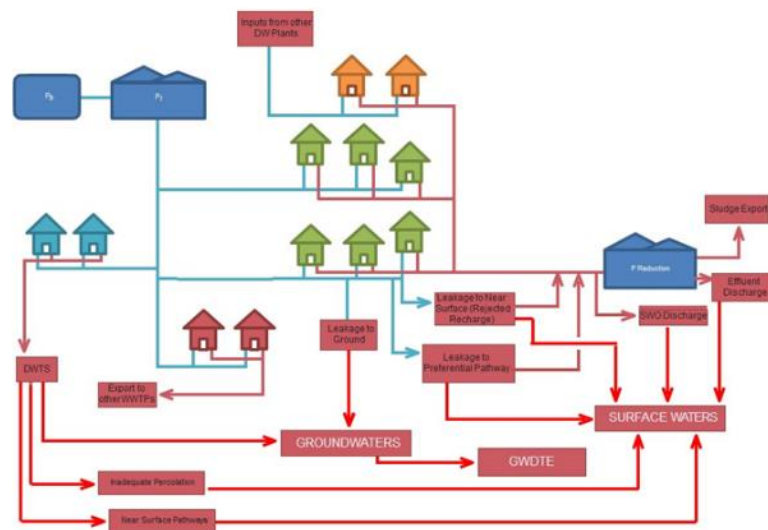 Inputs from other
DW Plants
Sludge Export
P Reduction
Effluent
Discharge
Leakage to Near
Surface (Rejected
Recharge)
SWO Discharge
Leakage to
Ground
Leakage to
Preferential Pathway
DWTS
Export to
other WWTPs
SURFACE WATERS
GROUNDWATERS
GWDTE
Inadequate Percolation
Near Surface Pathways